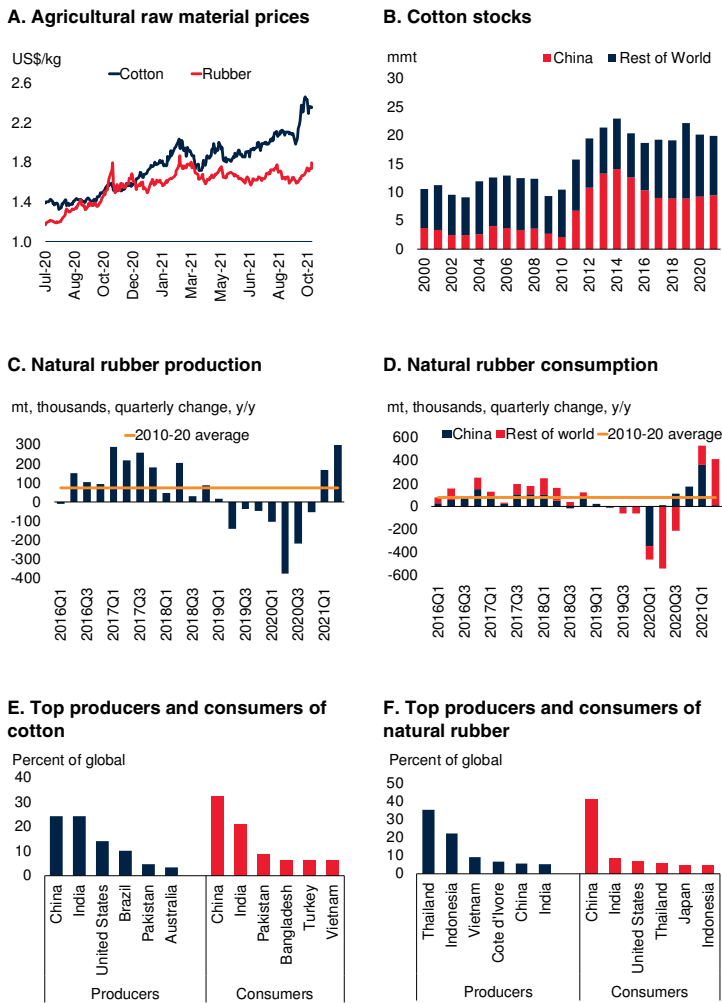 A. Agricultural raw material prices
US$/kg
Cotton Rubber
2.6
2.2
1.8
1.4
1.0
Jul-20 Aug-20 Oct-20 Dec-20 Jan-21 Mar-21 May-21 Jun-21 Aug-21 Oct-21
B. Cotton stocks
mmt
China Rest of World
30
25
20
15
10
5
0
2000 2002 2004 2006 2008 2010 2012 2014 2016 2018 2020
C. Natural rubber production
mt, thousands, quarterly change, y/y
2010-20 average
300
200
100
0
-100
-200
-300
-400
2016Q1 2016Q3 2017Q1 2017Q3 2018Q1 2018Q3 2019Q1 2019Q3 2020Q1 2020Q3 2021Q1
D. Natural rubber consumption
mt, thousands, quarterly change, y/y
China Rest of world 2010-20 average
600
400
200
0
-200
-400
-600
2016Q1 2016Q3 2017Q1 2017Q3 2018Q1 2018Q3 2019Q1 2019Q3 2020Q1 2020Q3 2021Q1
E. Top producers and consumers of
cotton
Percent of global
40
30
20
10
0
China India United States Brazil Pakistan Australia China India Pakistan Bangladesh Turkey Vietnam
Producers Consumers
F. Top producers and consumers of
natural rubber
Percent of global
50
40
30
20
10
0
Thailand Indonesia Vietnam Cote d'Ivore China India China India United States Thailand Japan Indonesia
Producers Consumers